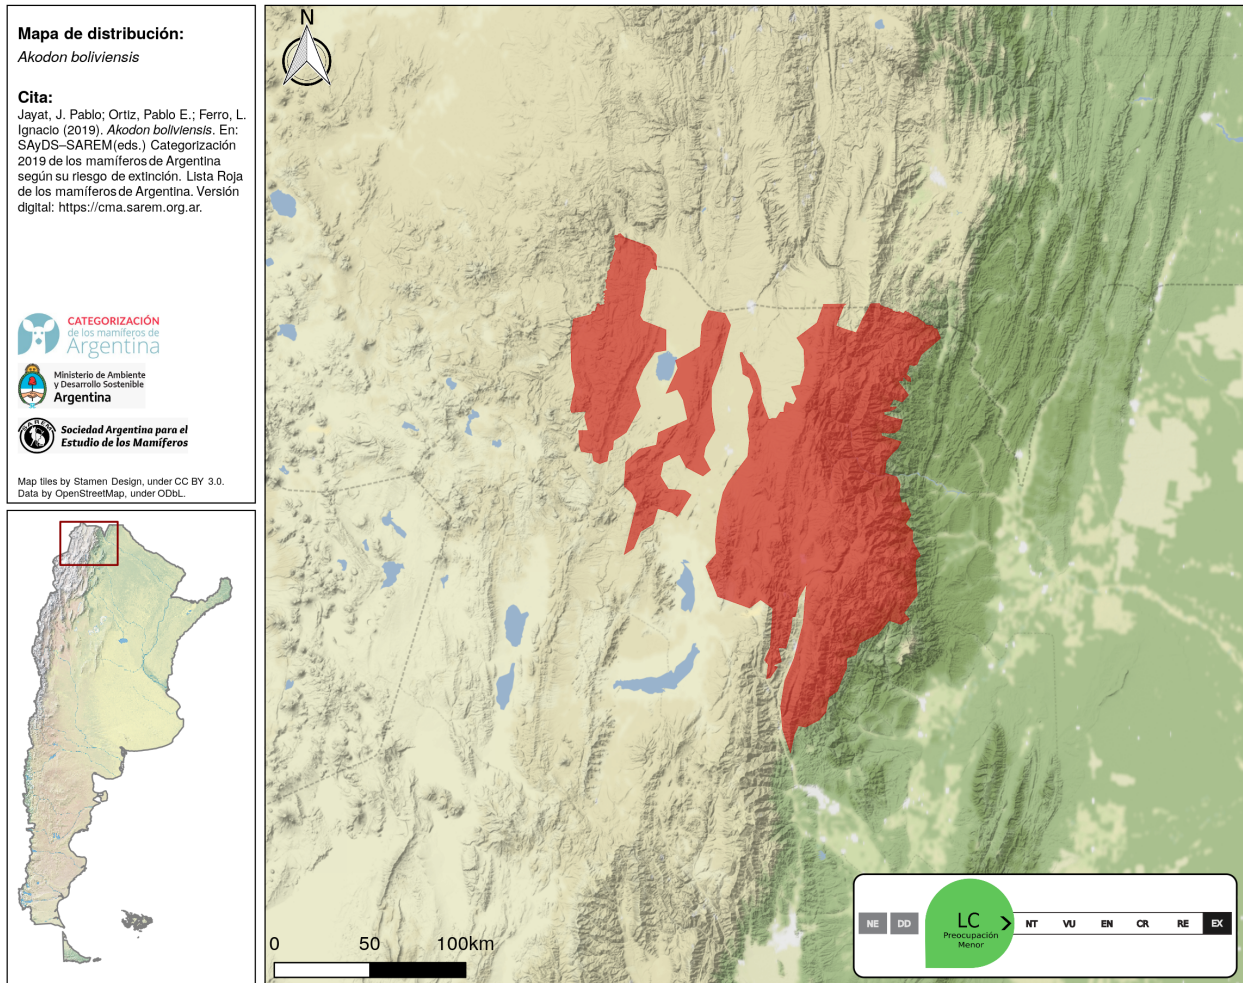 Mapa de distribución:
Akodon boliviensis
Cita:
Jayat, J. Pablo; Ortiz, Pablo E.; Ferro, L.
Ignacio (2019). Akodon boliviensis. En:
SAyDS–SAREM(eds.) Categorización
2019 de los mamíferos de Argentina
según su riesgo de extinción. Lista Roja
de los mamíferos de Argentina. Versión
digital: https://cma.sarem.org.ar.
CATEGORIZACIÓN
de los mamíferos de
Argentina
Ministerio de Ambiente
y Desarrollo Sostenible
Argentina
SAREM
Sociedad Argentina para el
Estudio de los Mamíferos
Map tiles by Stamen Design, under CC BY 3.0.
Data by OpenStreetMap, under ODbL.
N
0 50 100km
NE DD LC NT VU EN CR RE EX
Preocupación
Menor